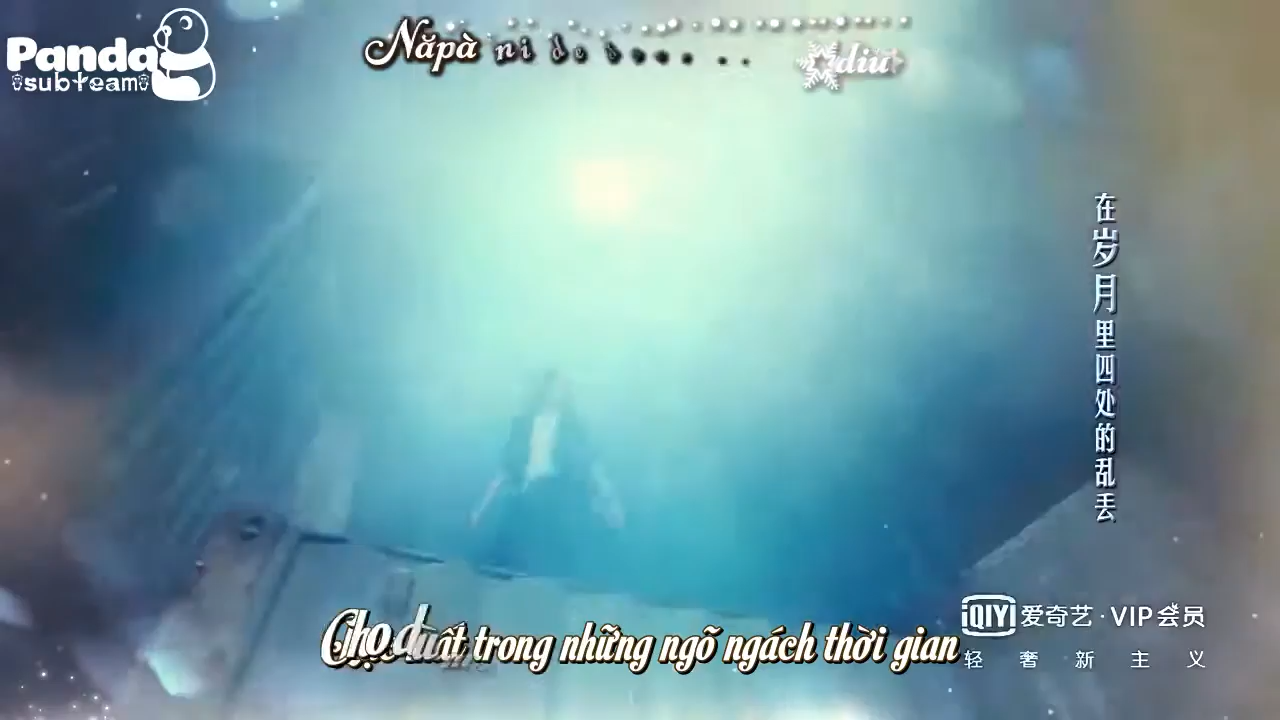 Panda
subteam
Nǎpà ni de
diu
在岁月里四处的乱丢
iQIYI 爱奇艺·VIP会员
轻奢新主义
trong những ngõ ngách thời gian